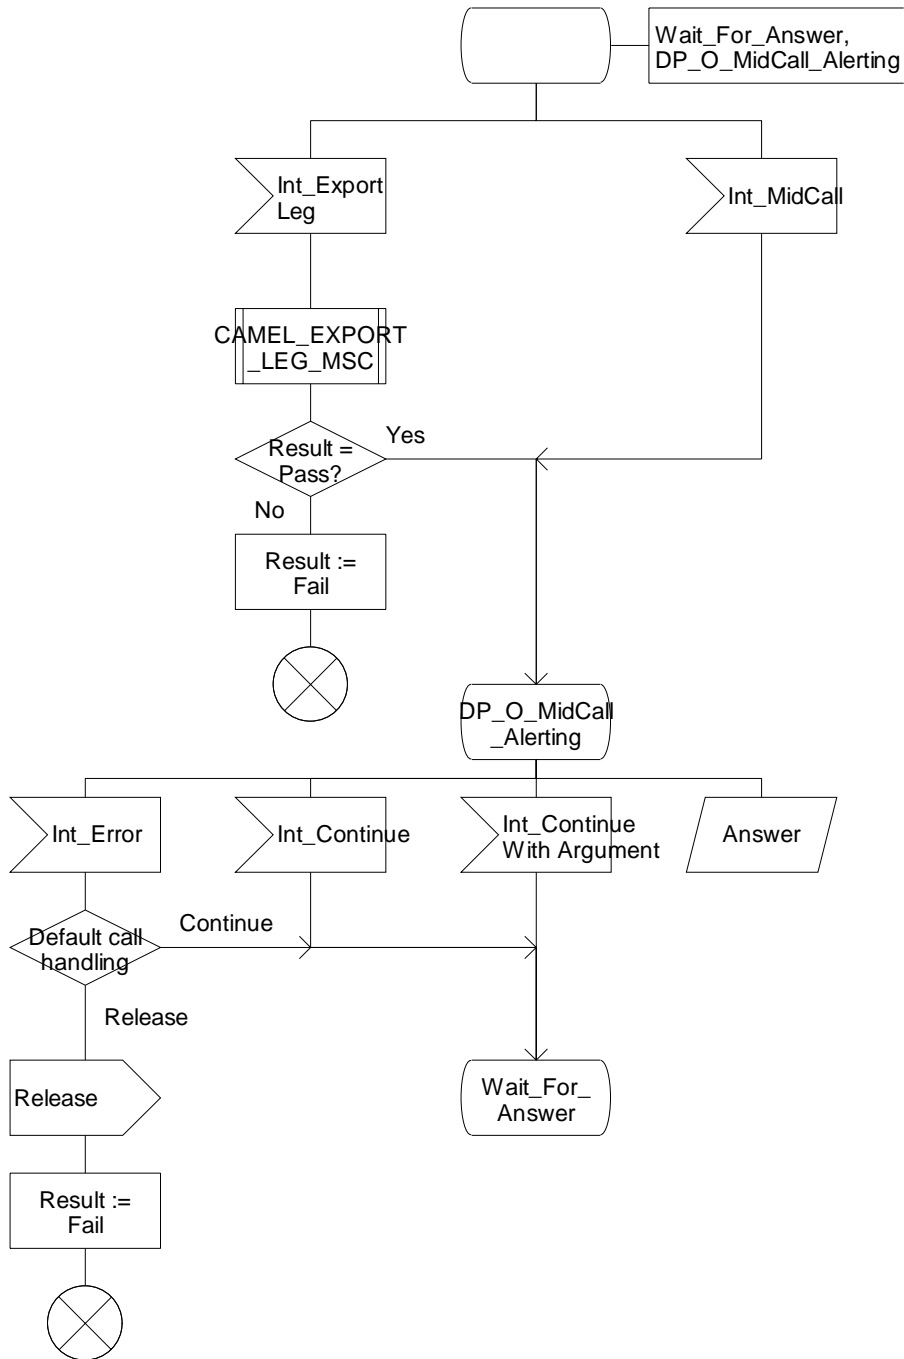 Wait_For_Answer,
DP_O_MidCall_Alerting
Int_Export
Leg
Int_MidCall
CAMEL_EXPORT
_LEG_MSC
Result =
Pass?
Yes
No
Result :=
Fail
DP_O_MidCall
_Alerting
Int_Error
Int_Continue
Int_Continue
With Argument
Answer
Default call
handling
Continue
Release
Release
Wait_For_
Answer
Result :=
Fail